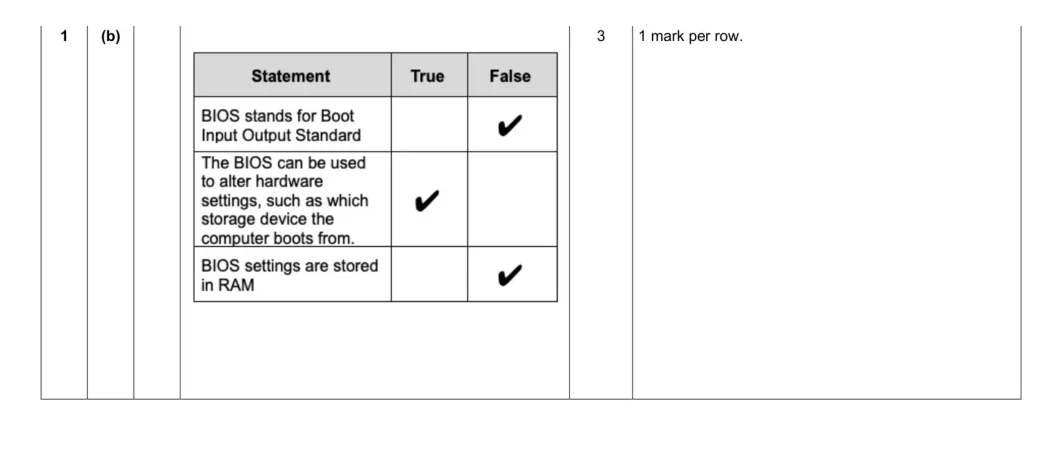 1 (b) 3 1 mark per row.
Statement True False
BIOS stands for Boot
Input Output Standard ✔
The BIOS can be used
to alter hardware
settings, such as which ✔
storage device the
computer boots from.
BIOS settings are stored
in RAM ✔